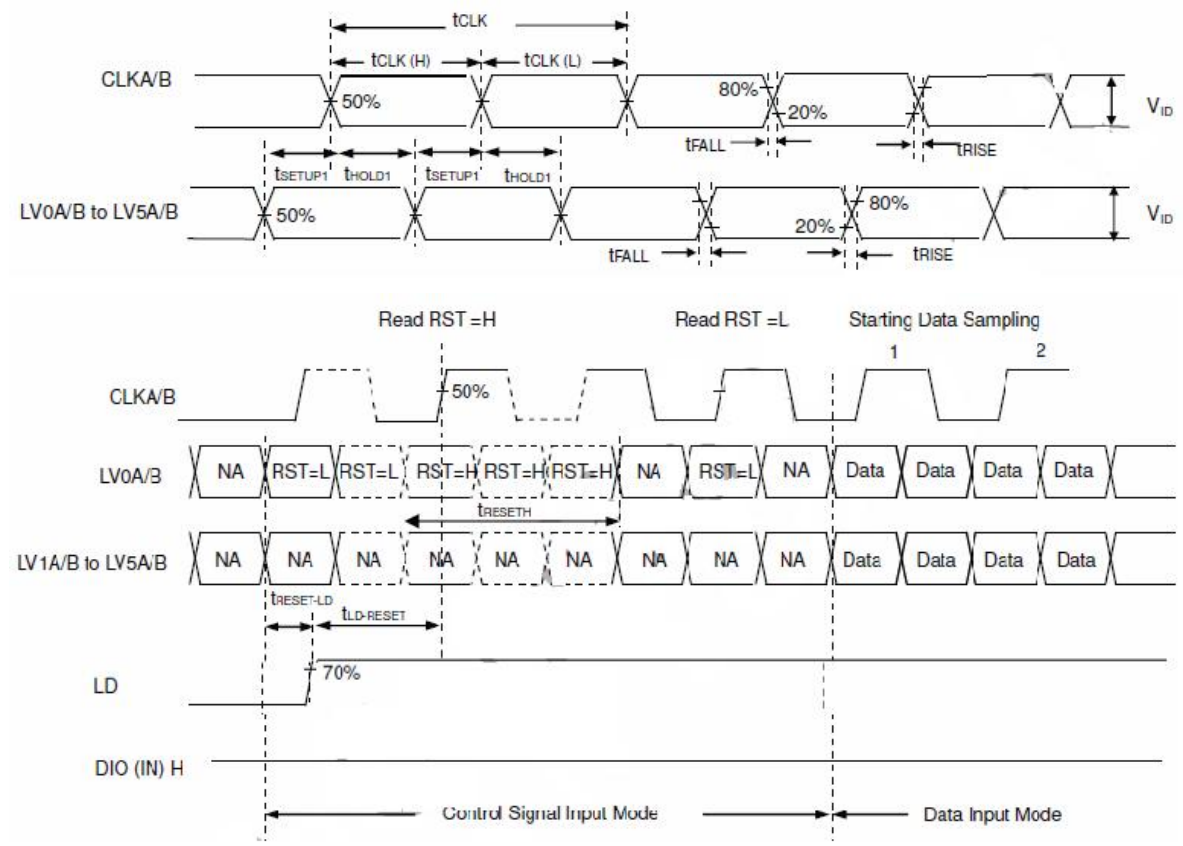 tCLK
tCLK (H) tCLK (L)
CLKA/B
50% 80% 20% VID
tFALL tRISE
tSETUP1 tHOLD1 tSETUP1 tHOLD1
LV0A/B to LV5A/B
50% 80% 20% VID
tFALL tRISE
Read RST =H Read RST =L Starting Data Sampling
1 2
CLKA/B
50%
LV0A/B
NA RST=L RST=L RST=H RST=H RST=H NA RST=L NA Data Data Data Data
tRESETH
LV1A/B to LV5A/B
NA NA NA NA NA NA NA NA NA Data Data Data Data
tRESET-LD
tLD-RESET
70%
LD
DIO (IN) H
Control Signal Input Mode Data Input Mode